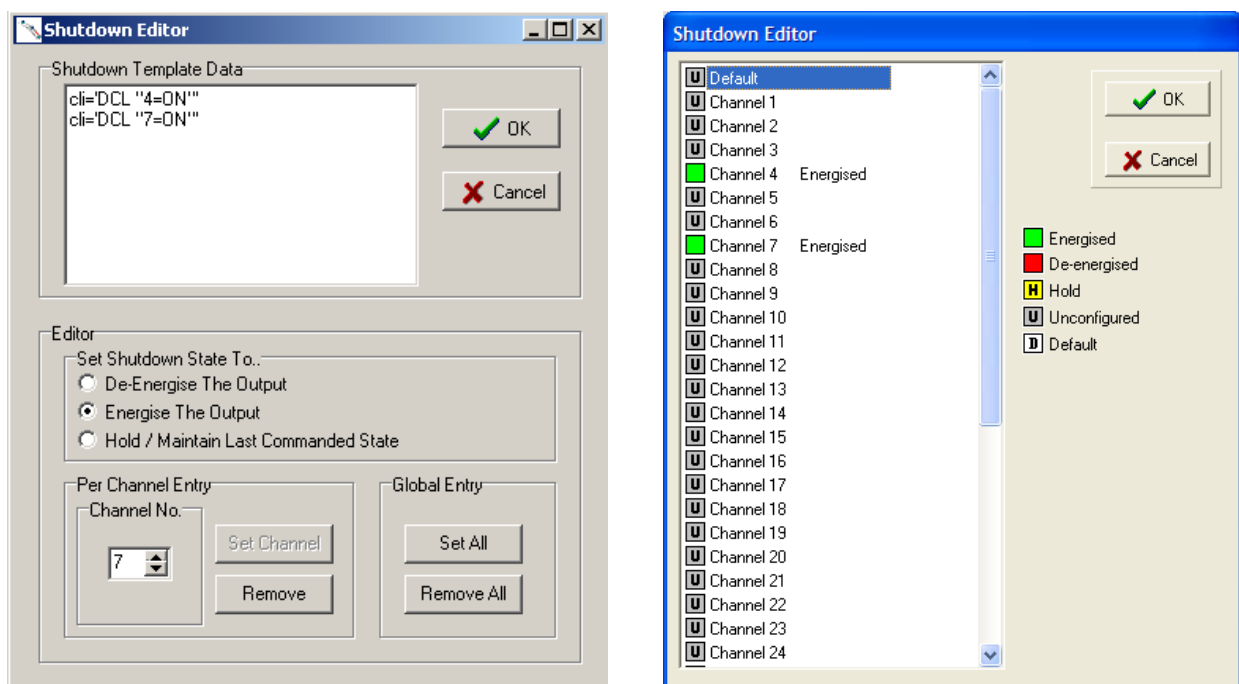 Shutdown Editor
Shutdown Template Data
cli='DCL "4=ON"'
cli='DCL "7=ON"'
OK
Cancel
Editor
Set Shutdown State To..
De-Energise The Output
Energise The Output
Hold / Maintain Last Commanded State
Per Channel Entry
Channel No.
7
Set Channel
Remove
Global Entry
Set All
Remove All
Shutdown Editor
U Default
U Channel 1
U Channel 2
U Channel 3
Channel 4 Energised
U Channel 5
U Channel 6
Channel 7 Energised
U Channel 8
U Channel 9
U Channel 10
U Channel 11
U Channel 12
U Channel 13
U Channel 14
U Channel 15
U Channel 16
U Channel 17
U Channel 18
U Channel 19
U Channel 20
U Channel 21
U Channel 22
U Channel 23
U Channel 24
OK
Cancel
Energised
De-energised
H Hold
U Unconfigured
D Default